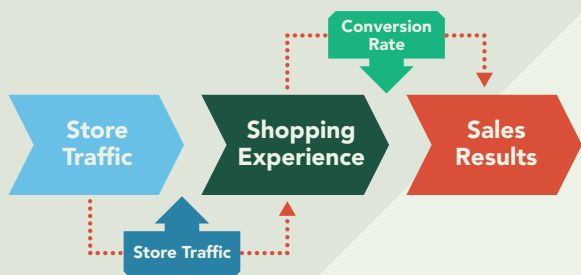 Conversion
Rate
Store
Traffic
Shopping
Experience
Sales
Results
Store Traffic